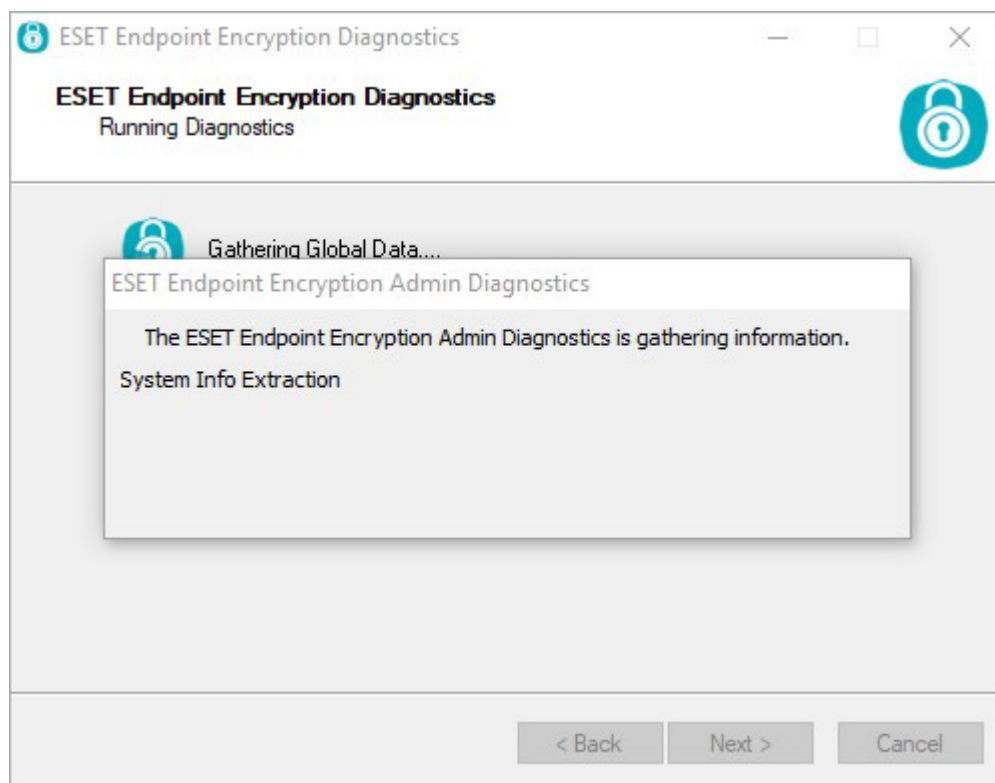 ESET Endpoint Encryption Diagnostics
ESET Endpoint Encryption Diagnostics
Running Diagnostics
Gathering Global Data....
ESET Endpoint Encryption Admin Diagnostics
The ESET Endpoint Encryption Admin Diagnostics is gathering information.
System Info Extraction
< Back
Next >
Cancel